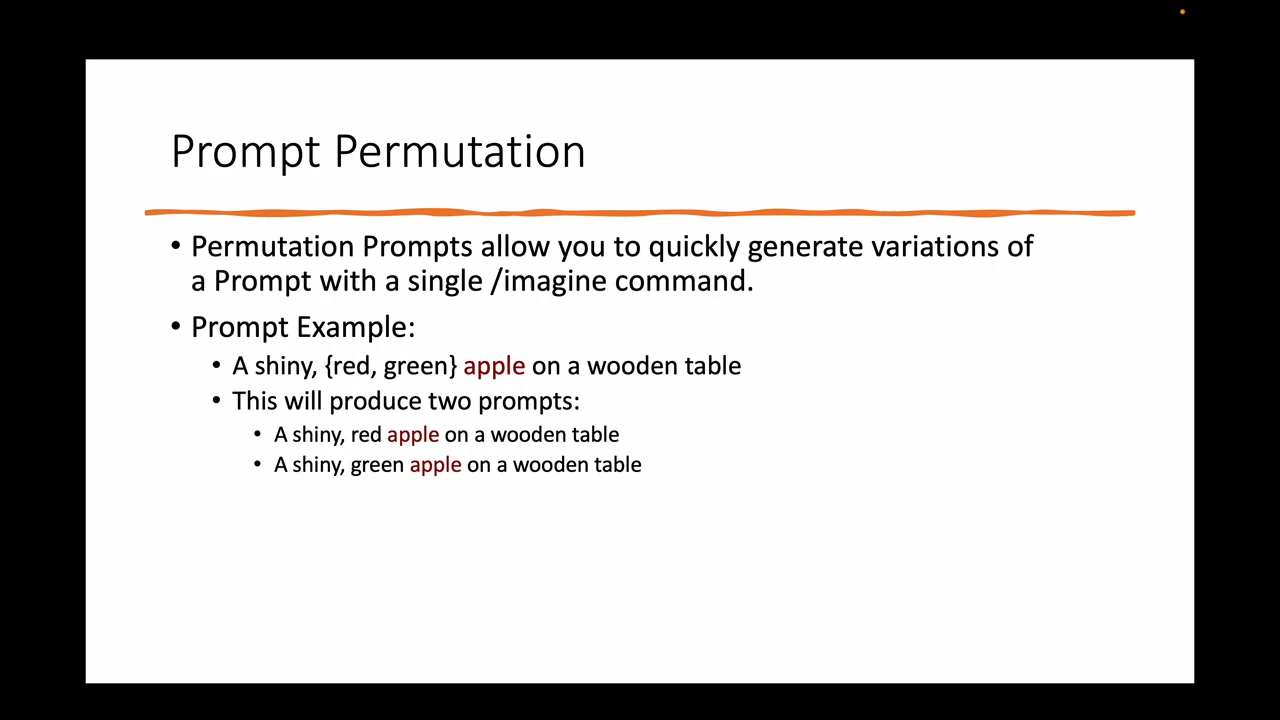 Prompt Permutation
• Permutation Prompts allow you to quickly generate variations of
a Prompt with a single /imagine command.
• Prompt Example:
• A shiny, {red, green} apple on a wooden table
• This will produce two prompts:
• A shiny, red apple on a wooden table
• A shiny, green apple on a wooden table